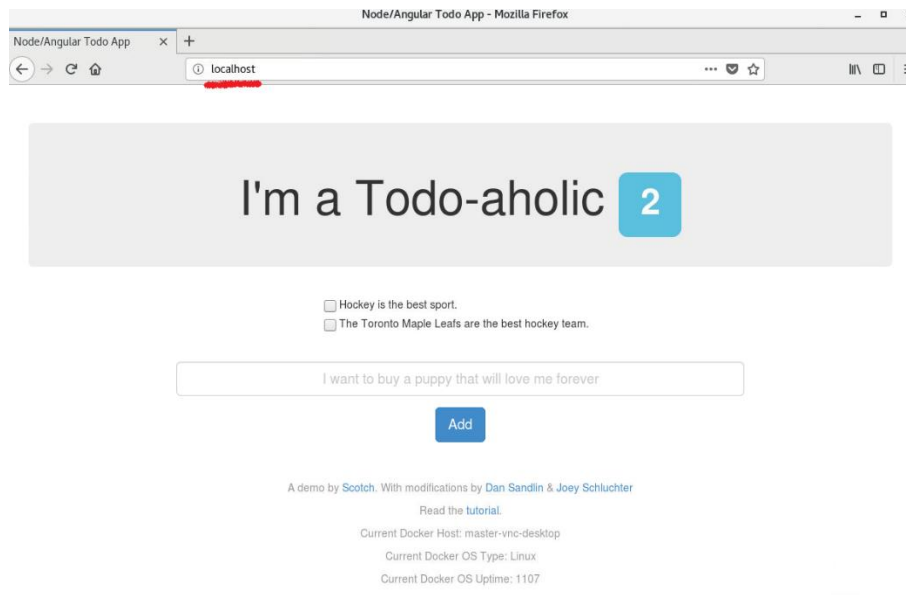 Node/Angular Todo App - Mozilla Firefox
Node/Angular Todo App
localhost
I'm a Todo-aholic 2
Hockey is the best sport.
The Toronto Maple Leafs are the best hockey team.
I want to buy a puppy that will love me forever
Add
A demo by Scotch. With modifications by Dan Sandlin & Joey Schluchter
Read the tutorial.
Current Docker Host: master-vnc-desktop
Current Docker OS Type: Linux
Current Docker OS Uptime: 1107